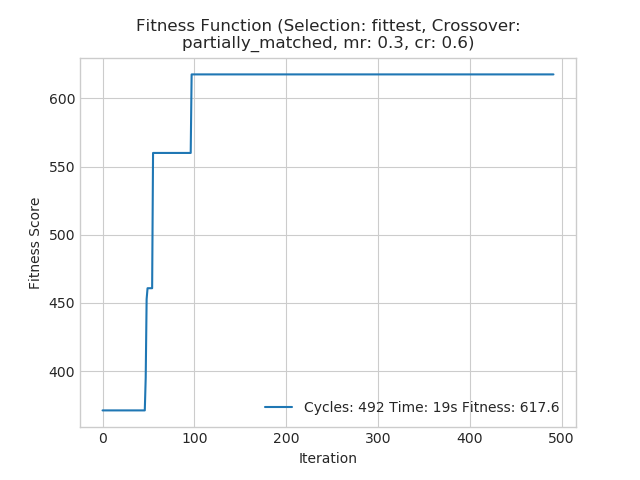 Fitness Function (Selection: fittest, Crossover:
partially_matched, mr: 0.3, cr: 0.6)
Fitness Score
600
550
500
450
400
Cycles: 492 Time: 19s Fitness: 617.6
0 100 200 300 400 500
Iteration